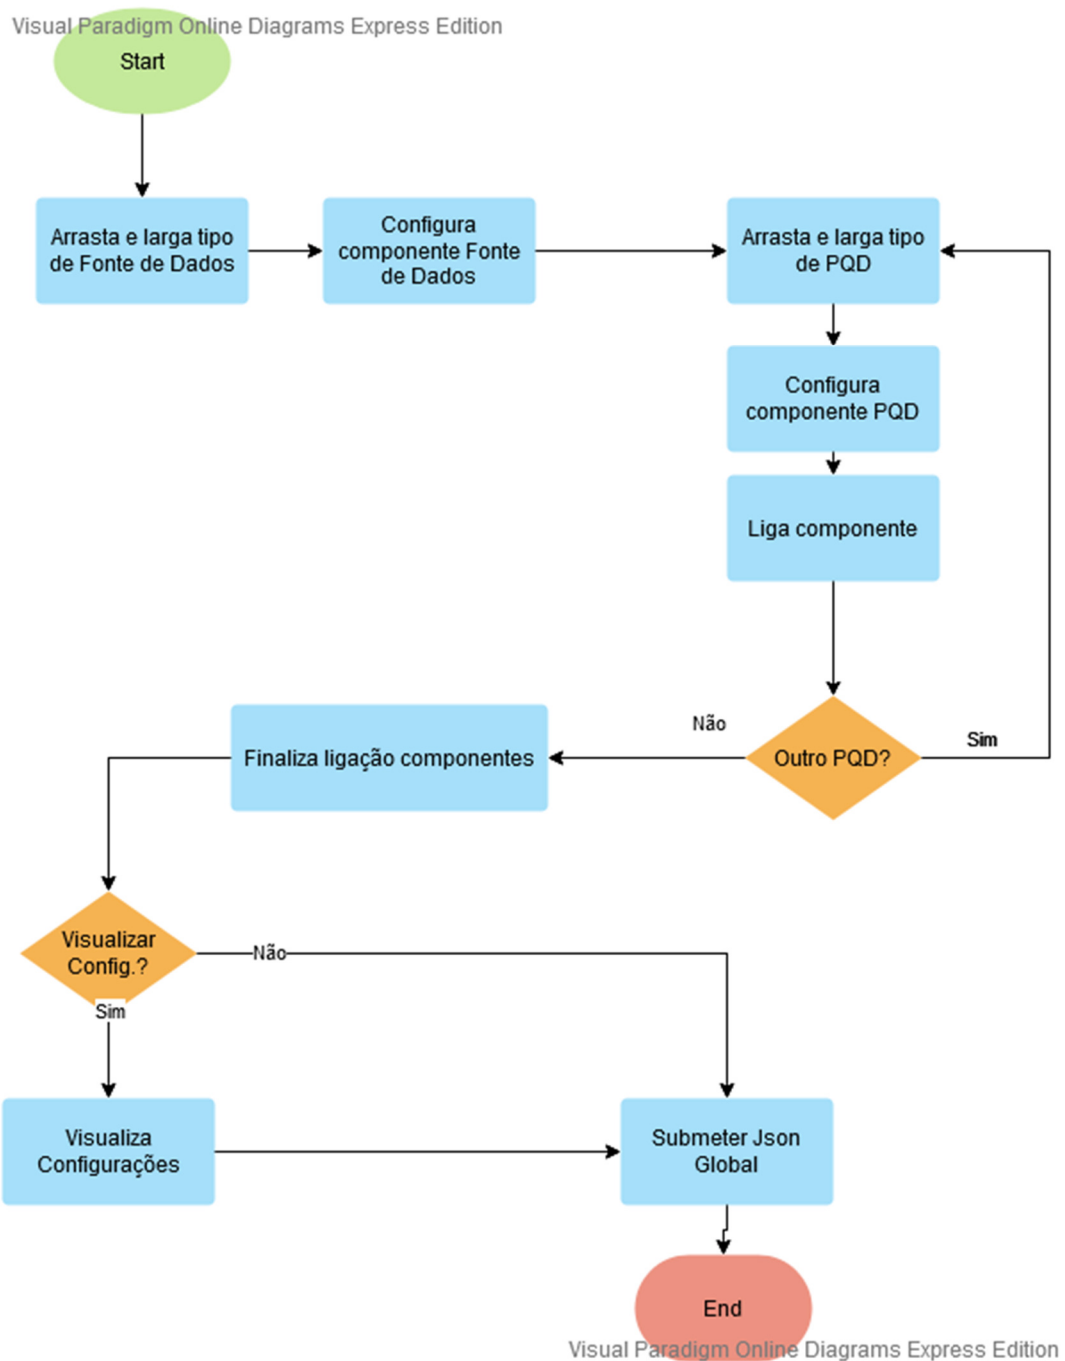 Visual Paradigm Online Diagrams Express Edition
Start
Arrasta e larga tipo
de Fonte de Dados
Configura
componente Fonte
de Dados
Arrasta e larga tipo
de PQD
Configura
componente PQD
Liga componente
Outro PQD?
Não
Sim
Finaliza ligação componentes
Visualizar
Config.?
Não
Sim
Visualiza
Configurações
Submeter Json
Global
End
Visual Paradigm Online Diagrams Express Edition